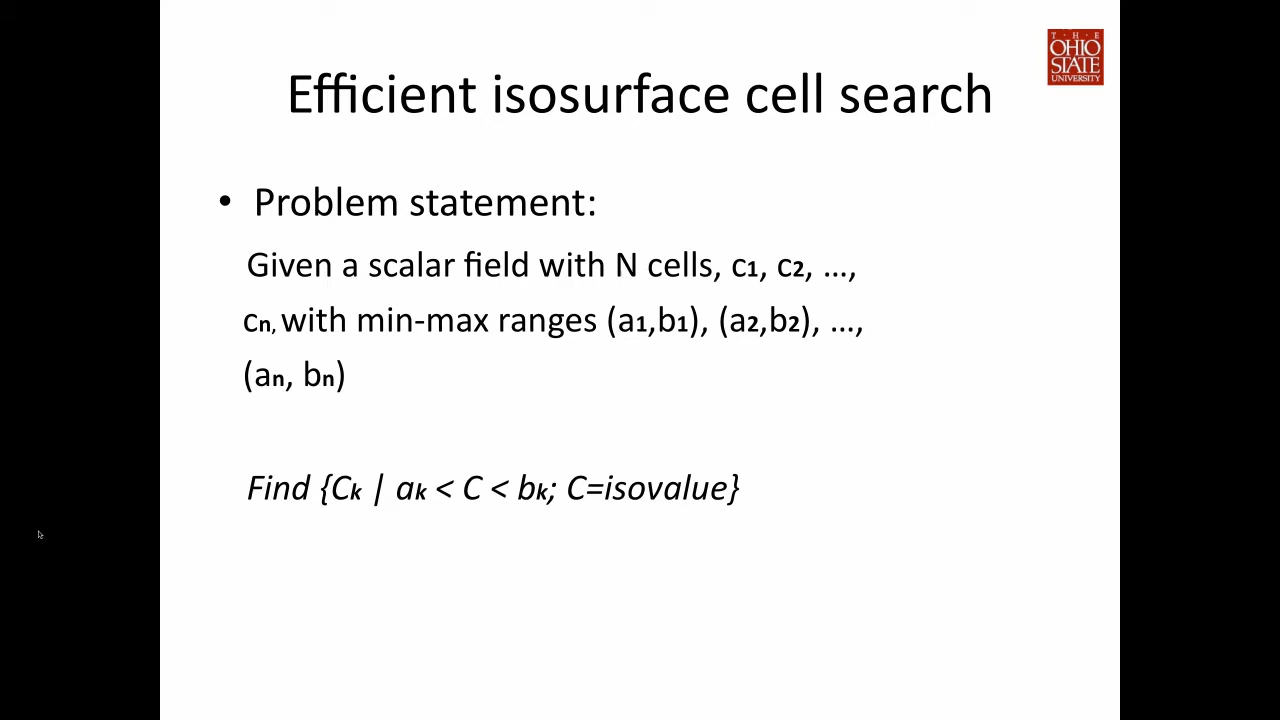 T · H · E
OHIO
STATE
UNIVERSITY
Efficient isosurface cell search
• Problem statement:
Given a scalar field with N cells, c1, c2, …,
cn, with min-max ranges (a1,b1), (a2,b2), …,
(an, bn)
Find {Ck | ak < C < bk; C=isovalue}